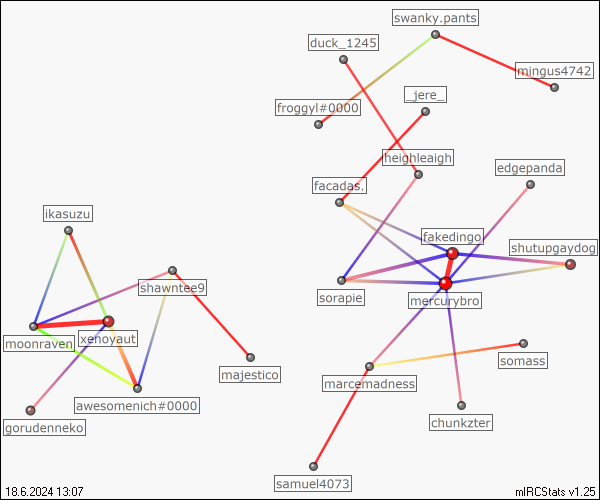 swanky.pants
duck_1245
mingus4742
_jere_
froggyl#0000
heighleaigh
edgepanda
facadas.
ikasuzu
fakedingo
shutupgaydog
shawntee9
sorapie
mercurybro
moonraven
xenoyaut
somass
majestico
marcemadness
awesomenich#0000
chunkzter
gorudenneko
samuel4073
18.6.2024 13:07
mIRCStats v1.25